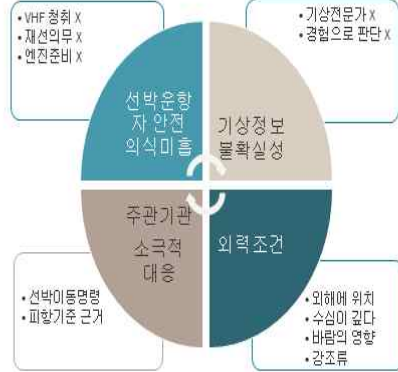 • VHF 청취 X
• 재선의무 X
• 엔진준비 X
• 기상전문가 X
• 경험으로 판단 X
선박운항
자 안전
의식미흡
기상정보
불확실성
주관기관
소극적
대응
외력조건
• 선박이동명령
• 피항기준 근거
• 외해에 위치
• 수심이 깊다
• 바람의 영향
• 강조류